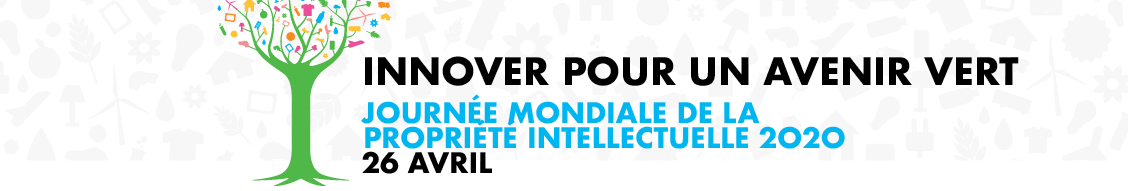 INNOVER POUR UN AVENIR VERT
JOURNÉE MONDIALE DE LA
PROPRIÉTÉ INTELLECTUELLE 2020
26 AVRIL